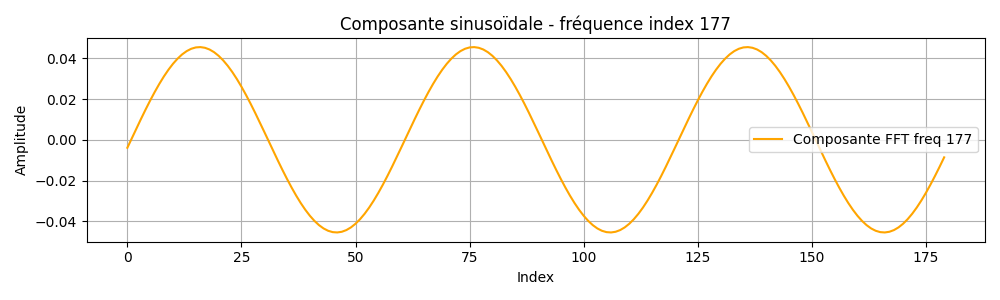 Composante sinusoïdale - fréquence index 177
Amplitude
0.04
0.02
0.00
−0.02
−0.04
Composante FFT freq 177
0 25 50 75 100 125 150 175
Index